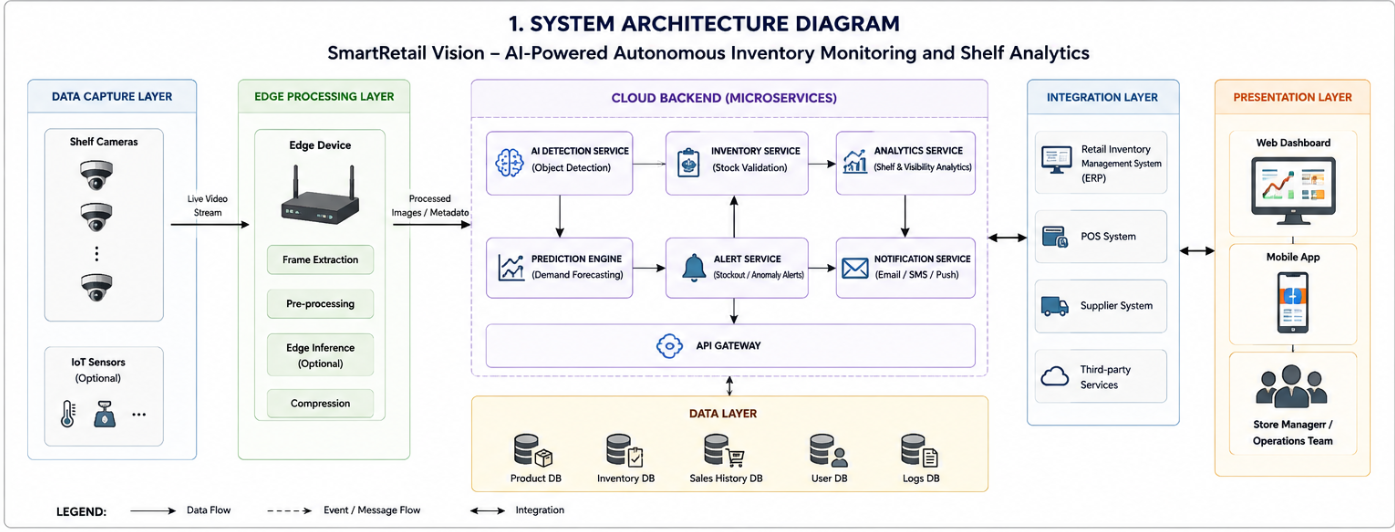 1. SYSTEM ARCHITECTURE DIAGRAM
SmartRetail Vision – AI-Powered Autonomous Inventory Monitoring and Shelf Analytics
DATA CAPTURE LAYER
Shelf Cameras
IoT Sensors
(Optional)
Live Video
Stream
EDGE PROCESSING LAYER
Edge Device
Frame Extraction
Pre-processing
Edge Inference
(Optional)
Compression
Processed
Images / Metadato
CLOUD BACKEND (MICROSERVICES)
AI DETECTION SERVICE
(Object Detection)
INVENTORY SERVICE
(Stock Validation)
ANALYTICS SERVICE
(Shelf & Visibility Analytics)
PREDICTION ENGINE
(Demand Forecasting)
ALERT SERVICE
(Stockout / Anomaly Alerts)
NOTIFICATION SERVICE
(Email / SMS / Push)
API GATEWAY
DATA LAYER
Product DB
Inventory DB
Sales History DB
User DB
Logs DB
INTEGRATION LAYER
Retail Inventory
Management System
(ERP)
POS System
Supplier System
Third-party
Services
PRESENTATION LAYER
Web Dashboard
Mobile App
Store Managerr /
Operations Team
LEGEND:
Data Flow
Event / Message Flow
Integration